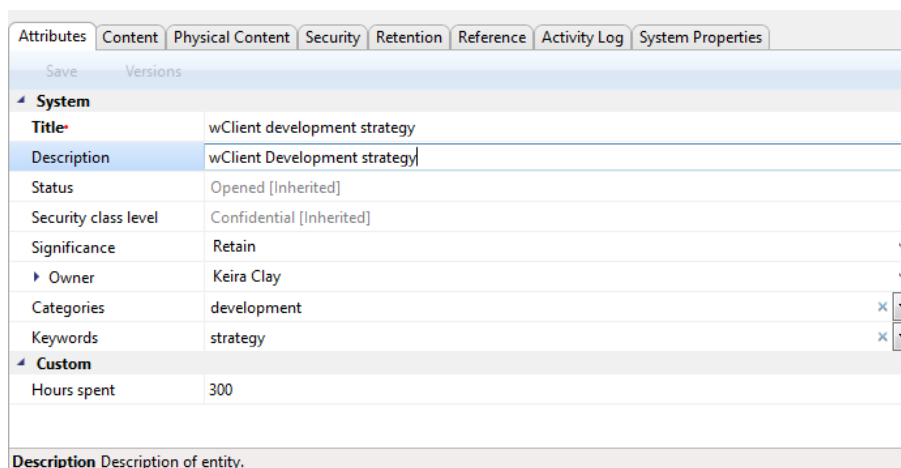 Attributes Content Physical Content Security Retention Reference Activity Log System Properties
Save Versions
System
Title• wClient development strategy
Description wClient Development strategy
Status Opened [Inherited]
Security class level Confidential [Inherited]
Significance Retain
Owner Keira Clay
Categories development
Keywords strategy
Custom
Hours spent 300
Description Description of entity.